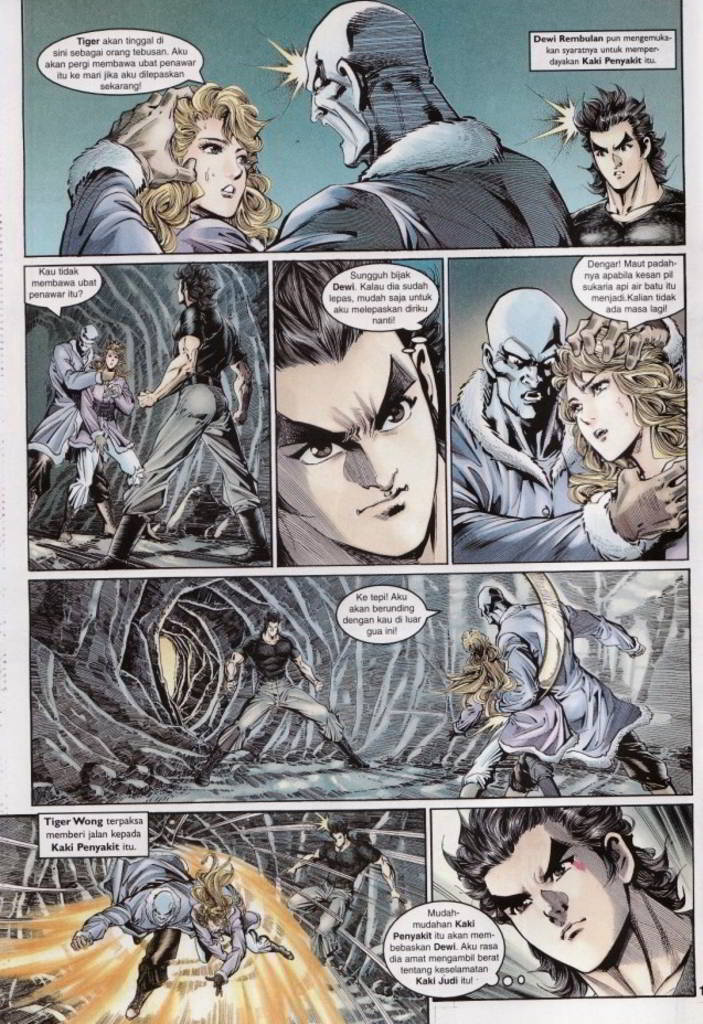 Tiger akan tinggal di
sini sebagai orang tebusan. Aku
akan pergi membawa ubat penawar
itu ke mari jika aku dilepaskan
sekarang!
Dewi Rembulan pun mengemuka-
kan syaratnya untuk memper-
dayakan Kaki Penyakit itu.
Kau tidak
membawa ubat
penawar itu?
Sungguh bijak
Dewi. Kalau dia sudah
lepas, mudah saja untuk
aku melepaskan diriku
nanti!
Dengar! Maut padah-
nya apabila kesan pil
sukaria api air batu itu
menjadi.Kalian tidak
ada masa lagi!
Ke tepi! Aku
akan berunding
dengan kau di luar
gua ini!
Tiger Wong terpaksa
memberi jalan kepada
Kaki Penyakit itu.
Mudah-
mudahan Kaki
Penyakit itu akan mem-
bebaskan Dewi. Aku rasa
dia amat mengambil berat
tentang keselamatan
Kaki Judi itu!